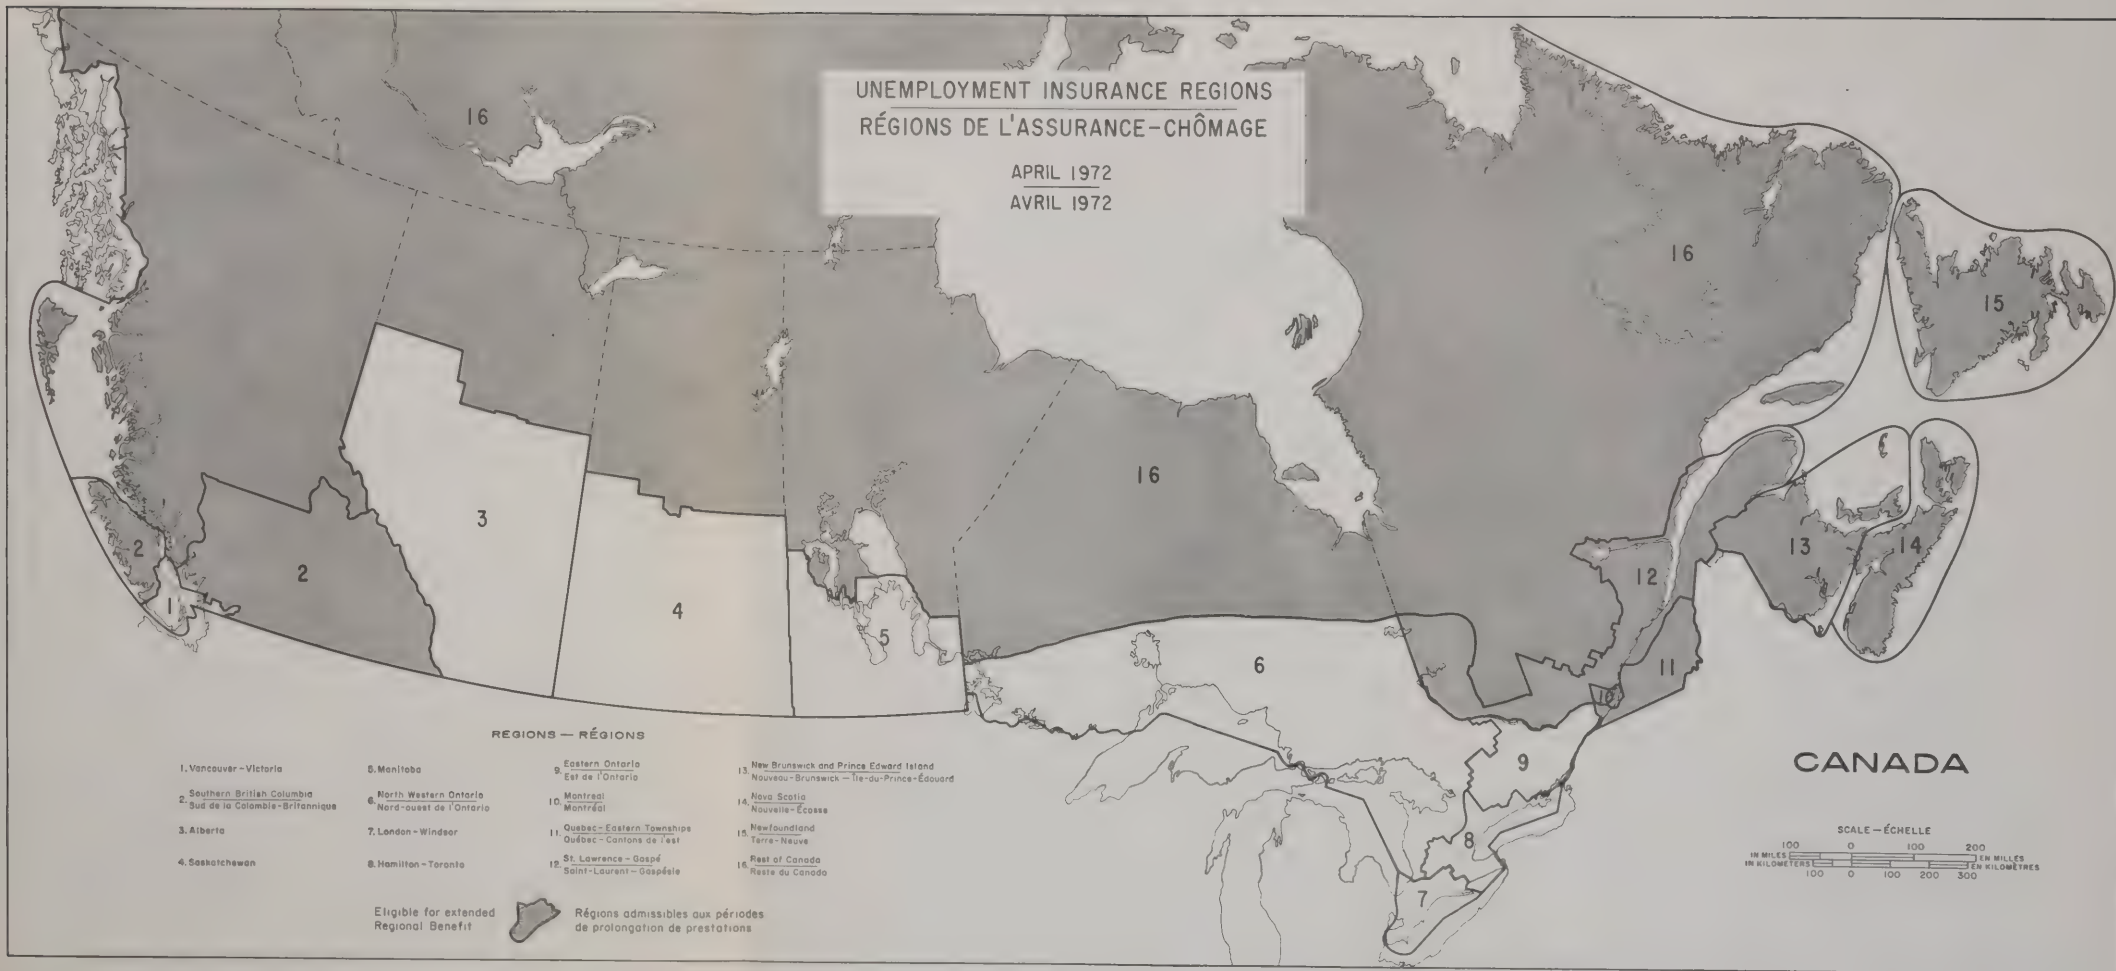 UNEMPLOYMENT INSURANCE REGIONS
RÉGIONS DE L'ASSURANCE-CHÔMAGE
APRIL 1972
AVRIL 1972
16
16
15
16
3
2
2
1
4
5
6
12
13
14
11
10
9
8
7
REGIONS — RÉGIONS
1. Vancouver-Victoria
2. Southern British Columbia
Sud de la Colombie-Britannique
3. Alberta
4. Saskatchewan
5. Manitoba
6. North Western Ontario
Nord-ouest de l'Ontario
7. London-Windsor
8. Hamilton-Toronto
9. Eastern Ontario
Est de l'Ontario
10. Montreal
Montréal
11. Quebec-Eastern Townships
Québec-Cantons de l'est
12. St. Lawrence-Gaspé
Saint-Laurent-Gaspésie
13. New Brunswick and Prince Edward Island
Nouveau-Brunswick — Île-du-Prince-Édouard
14. Nova Scotia
Nouvelle-Écosse
15. Newfoundland
Terre-Neuve
16. Rest of Canada
Reste du Canada
Eligible for extended
Regional Benefit
Régions admissibles aux périodes
de prolongation de prestations
CANADA
SCALE — ÉCHELLE
100 0 100 200
IN MILES EN MILLES
IN KILOMETERS EN KILOMÈTRES
100 0 100 200 300